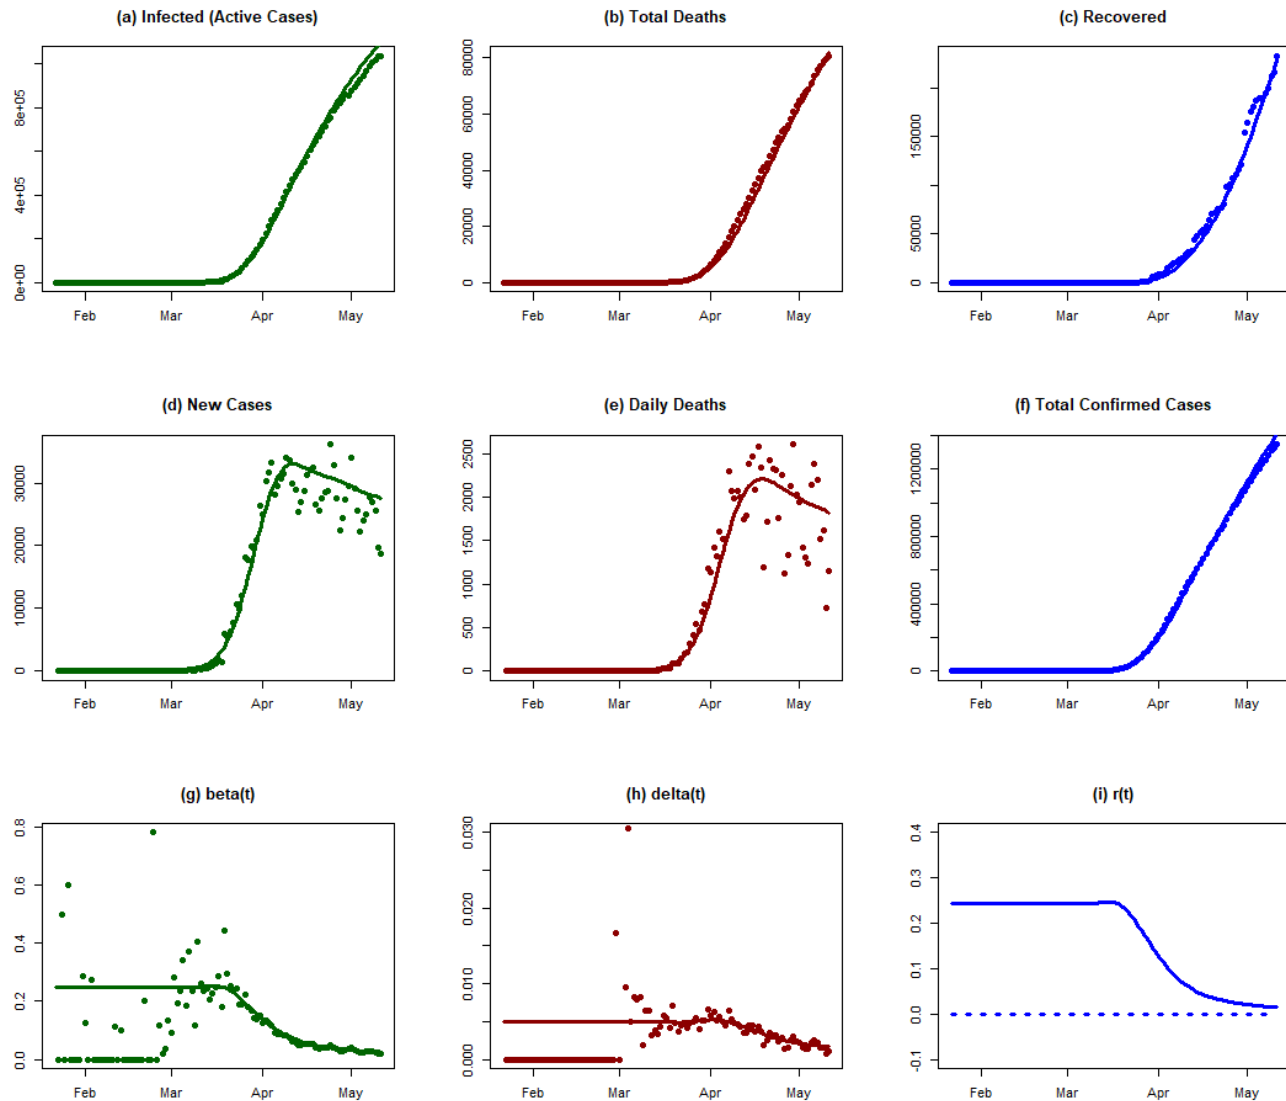 (a) Infected (Active Cases)
0e+00
4e+05
8e+05
Feb Mar Apr May
(b) Total Deaths
0
20000
40000
60000
80000
Feb Mar Apr May
(c) Recovered
0
50000
150000
Feb Mar Apr May
(d) New Cases
0
10000
20000
30000
Feb Mar Apr May
(e) Daily Deaths
0
500
1000
1500
2000
2500
Feb Mar Apr May
(f) Total Confirmed Cases
0
400000
800000
1200000
Feb Mar Apr May
(g) beta(t)
0.0
0.2
0.4
0.6
0.8
Feb Mar Apr May
(h) delta(t)
0.000
0.010
0.020
0.030
Feb Mar Apr May
(i) r(t)
-0.1
0.0
0.1
0.2
0.3
0.4
Feb Mar Apr May